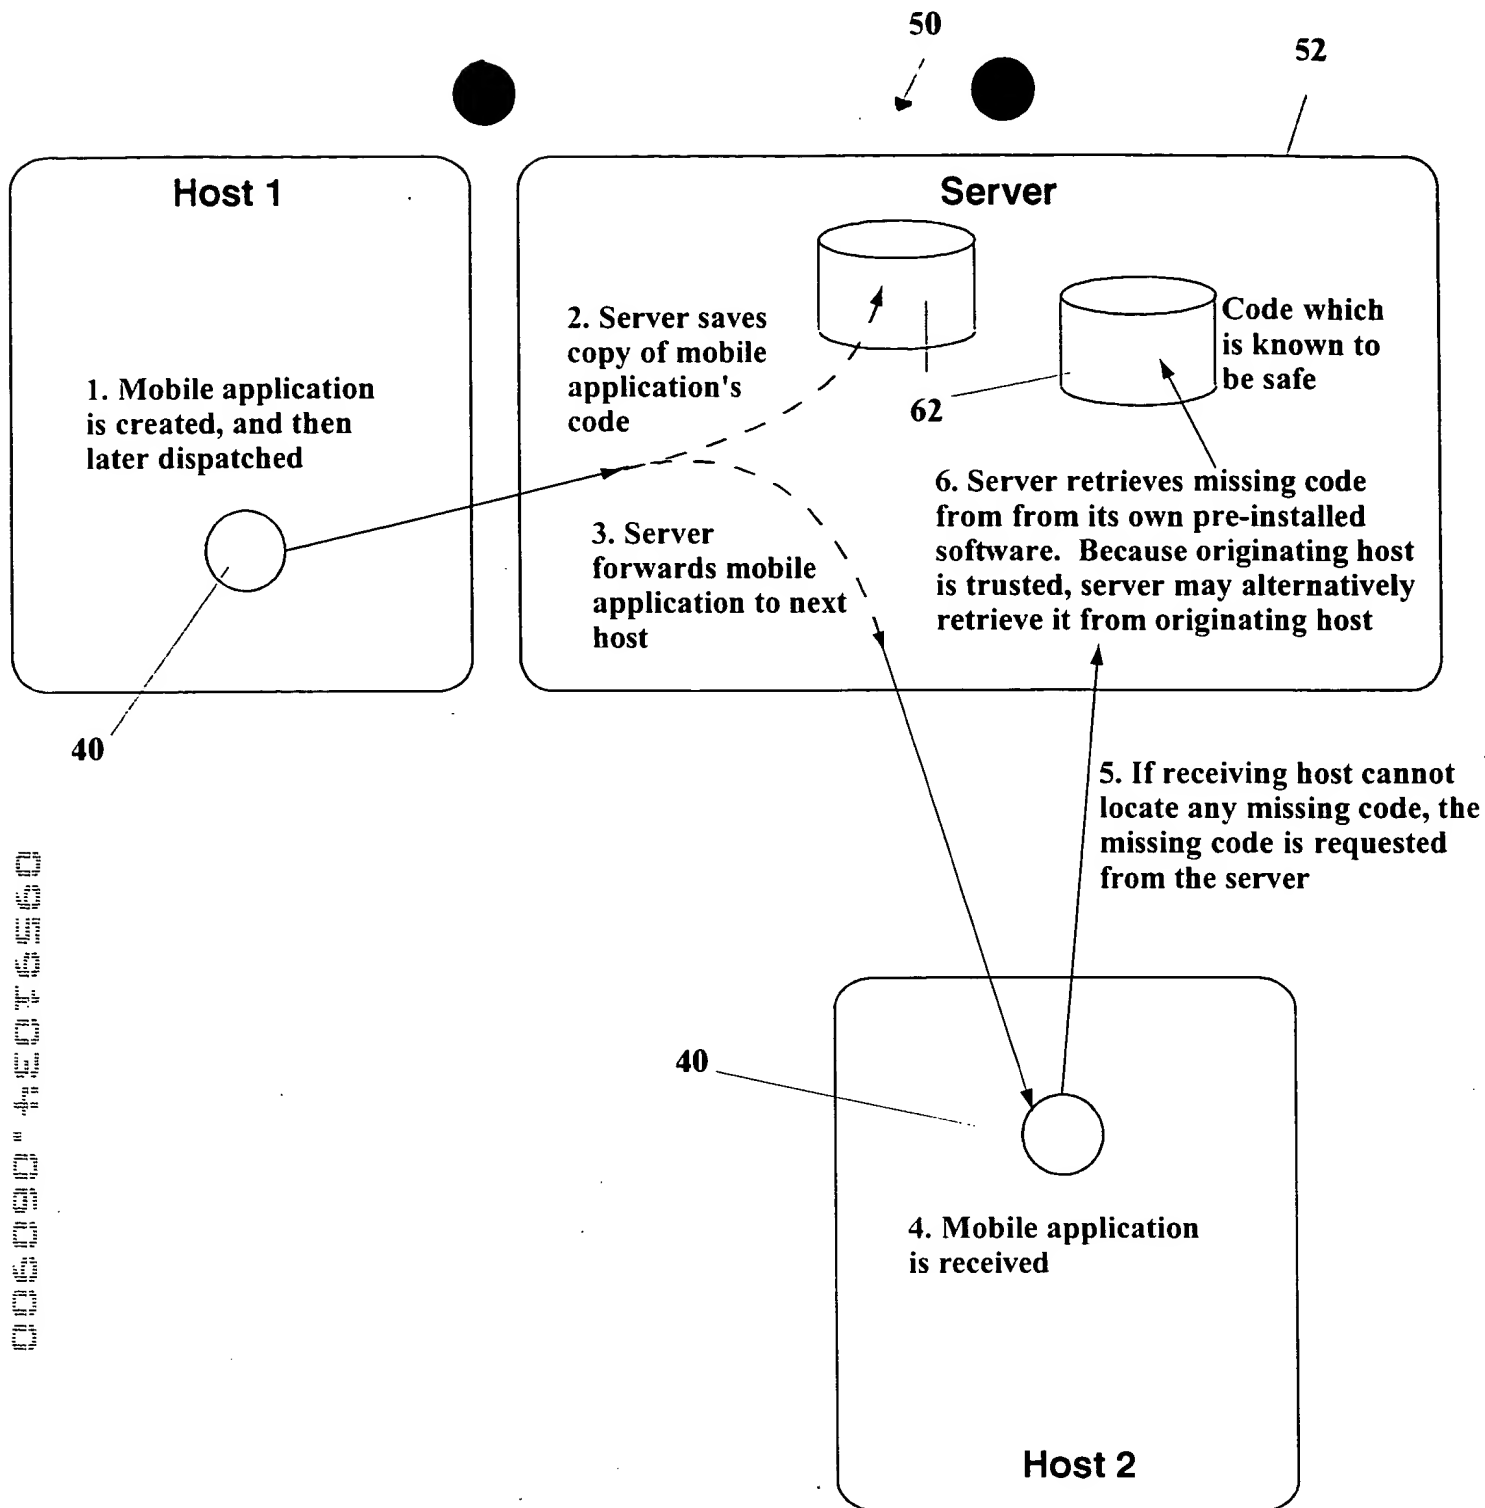 50
52
Host 1
Server
2. Server saves
copy of mobile
application's
code
Code which
is known to
be safe
62
1. Mobile application
is created, and then
later dispatched
3. Server
forwards mobile
application to next
host
6. Server retrieves missing code
from from its own pre-installed
software. Because originating host
is trusted, server may alternatively
retrieve it from originating host
40
5. If receiving host cannot
locate any missing code, the
missing code is requested
from the server
40
4. Mobile application
is received
Host 2